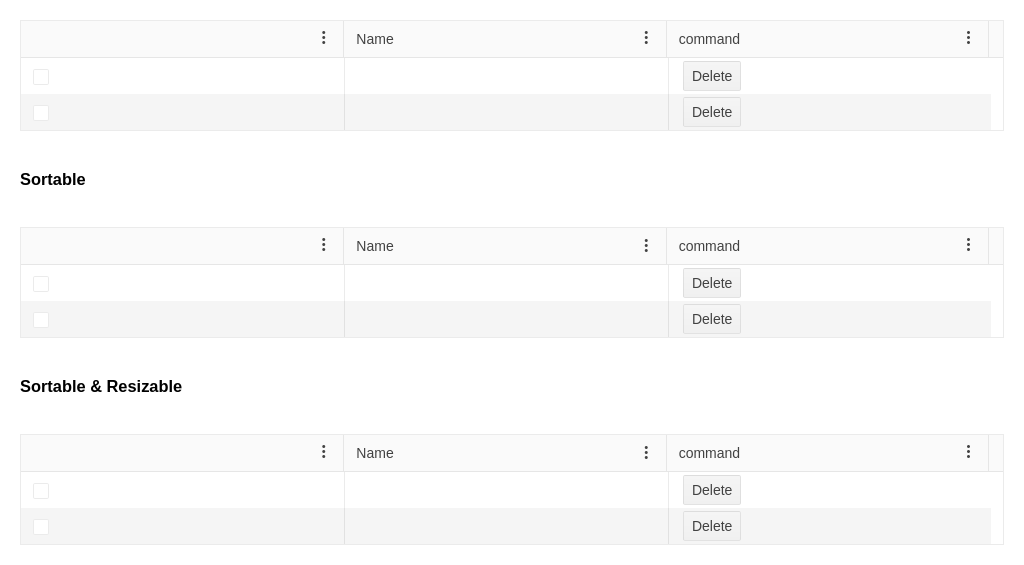 Name command
Delete
Delete
Sortable
Name command
Delete
Delete
Sortable & Resizable
Name command
Delete
Delete